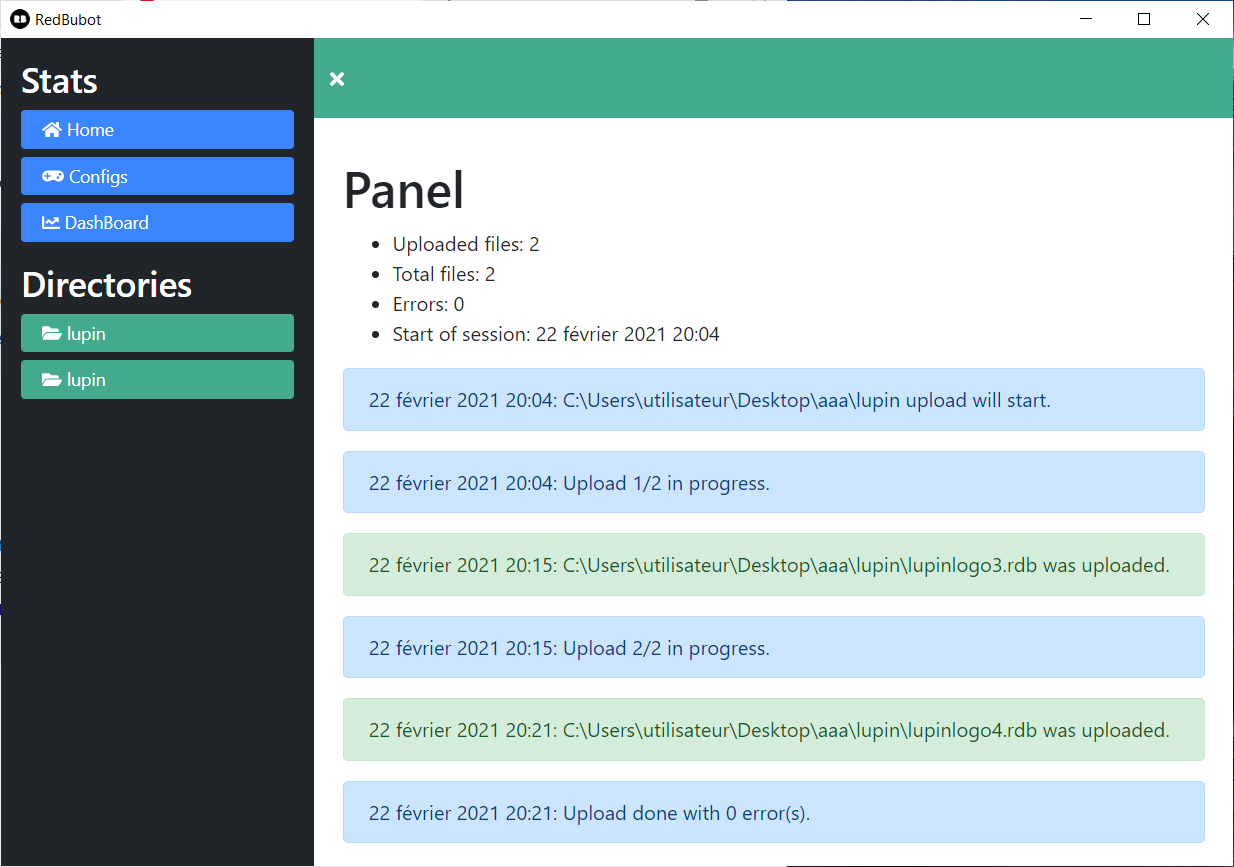 RedBubot
Stats
Home
Configs
DashBoard
Directories
lupin
lupin
Panel
Uploaded files: 2
Total files: 2
Errors: 0
Start of session: 22 février 2021 20:04
22 février 2021 20:04: C:\Users\utilisateur\Desktop\aaa\lupin upload will start.
22 février 2021 20:04: Upload 1/2 in progress.
22 février 2021 20:15: C:\Users\utilisateur\Desktop\aaa\lupin\lupinlogo3.rdb was uploaded.
22 février 2021 20:15: Upload 2/2 in progress.
22 février 2021 20:21: C:\Users\utilisateur\Desktop\aaa\lupin\lupinlogo4.rdb was uploaded.
22 février 2021 20:21: Upload done with 0 error(s).